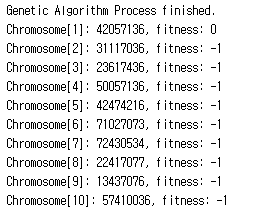 Genetic Algorithm Process finished.
Chromosome[1]: 42057136, fitness: 0
Chromosome[2]: 31117036, fitness: -1
Chromosome[3]: 23617436, fitness: -1
Chromosome[4]: 50057136, fitness: -1
Chromosome[5]: 42474216, fitness: -1
Chromosome[6]: 71027073, fitness: -1
Chromosome[7]: 72430534, fitness: -1
Chromosome[8]: 22417077, fitness: -1
Chromosome[9]: 13437076, fitness: -1
Chromosome[10]: 57410036, fitness: -1